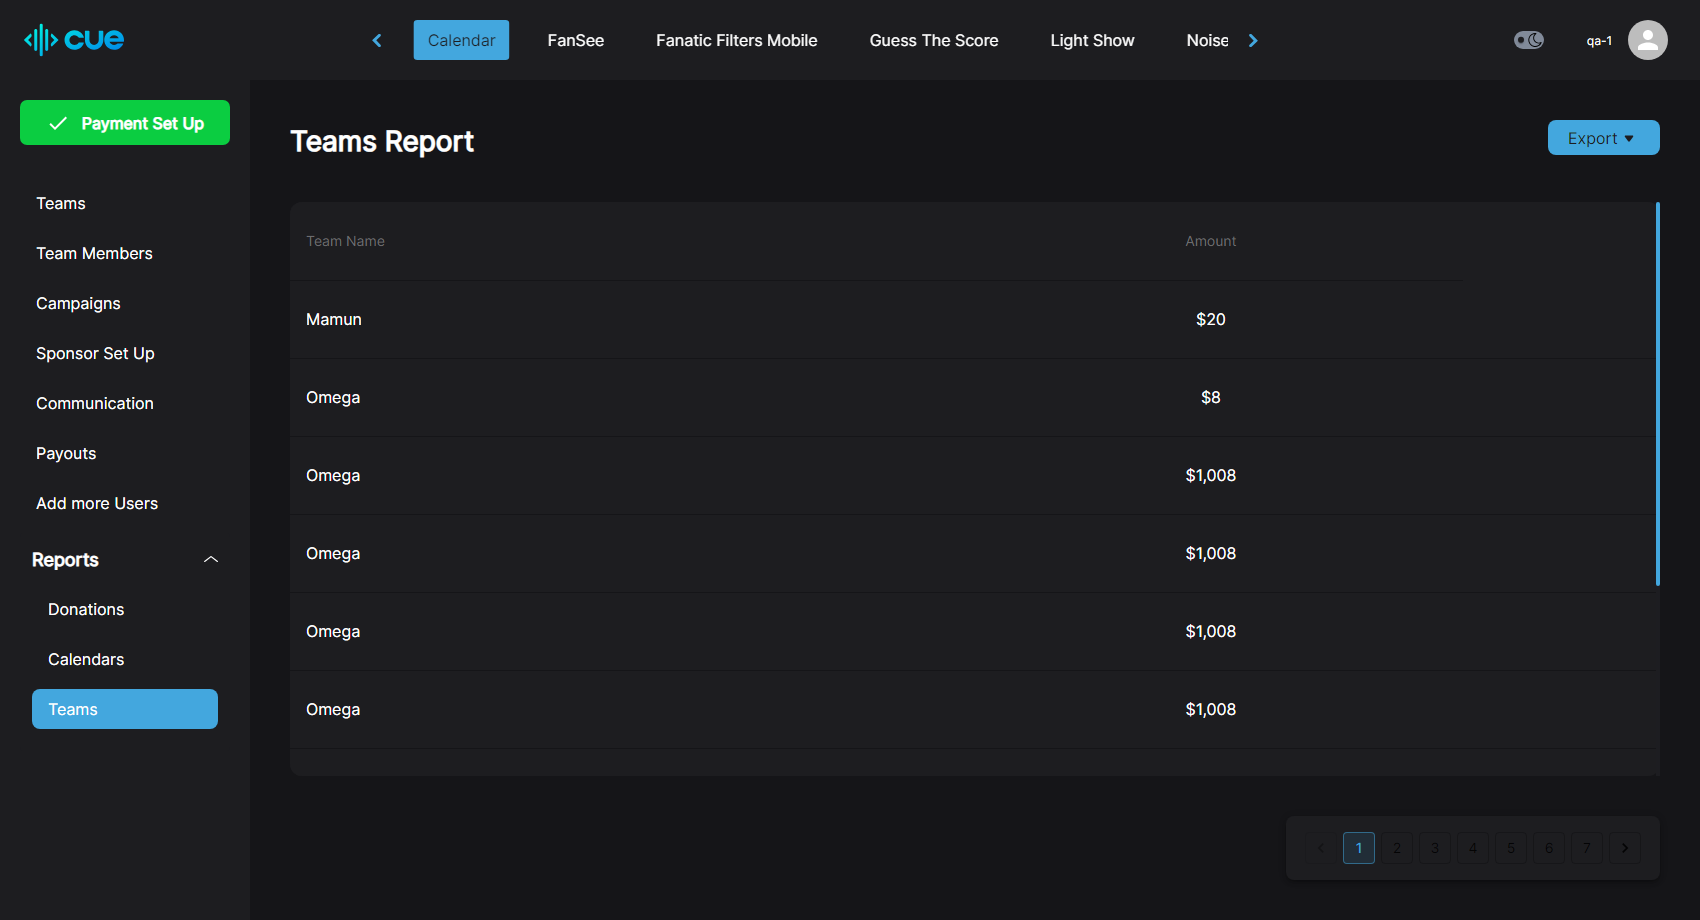 cue
Calendar FanSee Fanatic Filters Mobile Guess The Score Light Show Noise
qa-1
Payment Set Up
Teams
Team Members
Campaigns
Sponsor Set Up
Communication
Payouts
Add more Users
Reports
Donations
Calendars
Teams
Teams Report
Export
Team Name Amount
Mamun $20
Omega $8
Omega $1,008
Omega $1,008
Omega $1,008
Omega $1,008
1 2 3 4 5 6 7